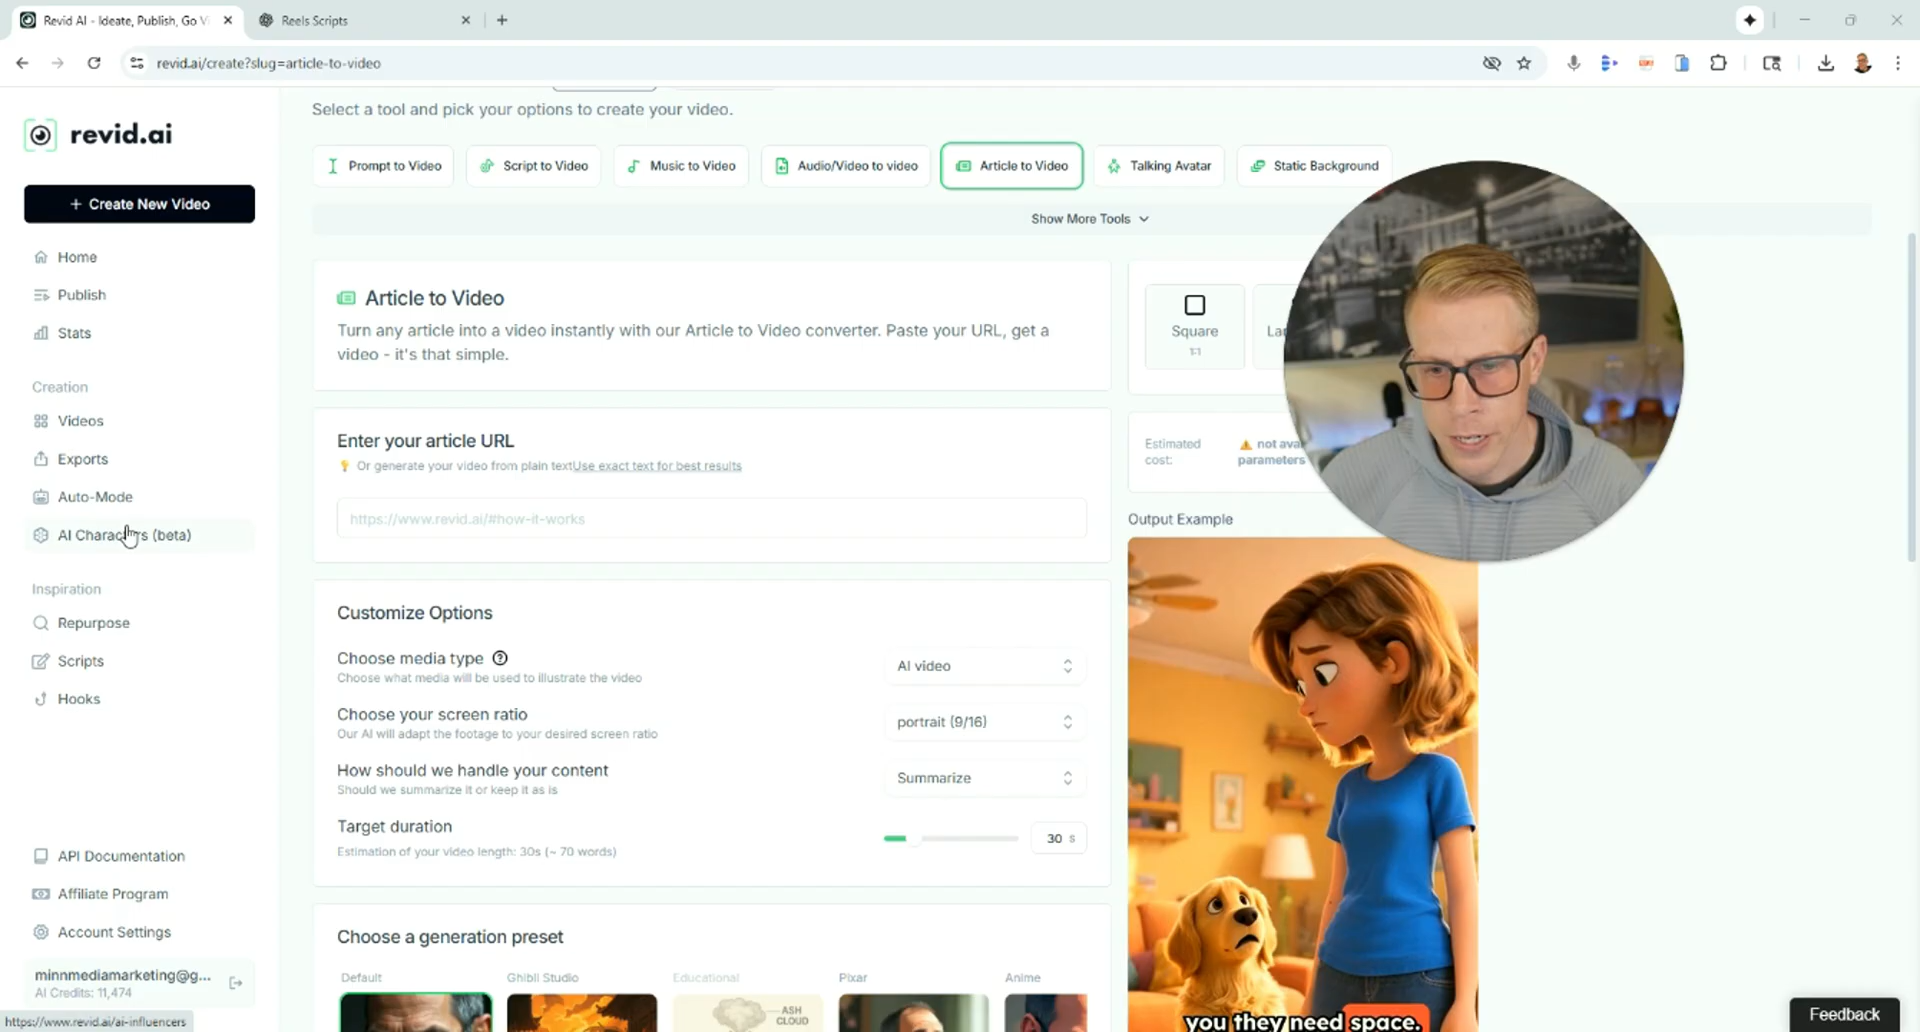 Revid AI - Ideate, Publish, Go V
Reels Scripts
revid.ai/create?slug=article-to-video
revid.ai
+ Create New Video
Home
Publish
Stats
Creation
Videos
Exports
Auto-Mode
AI Characters (beta)
Inspiration
Repurpose
Scripts
Hooks
API Documentation
Affiliate Program
Account Settings
minnmediamarketing@g...
AI Credits: 11,474
https://www.revid.ai/ai-influencers
Select a tool and pick your options to create your video.
Prompt to Video
Script to Video
Music to Video
Audio/Video to video
Article to Video
Talking Avatar
Static Background
Show More Tools
Article to Video
Turn any article into a video instantly with our Article to Video converter. Paste your URL, get a
video - it's that simple.
Enter your article URL
Or generate your video from plain textUse exact text for best results
https://www.revid.ai/#how-it-works
Customize Options
Choose media type
Choose what media will be used to illustrate the video
AI video
Choose your screen ratio
Our AI will adapt the footage to your desired screen ratio
portrait (9/16)
How should we handle your content
Should we summarize it or keep it as is
Summarize
Target duration
Estimation of your video length: 30s (~ 70 words)
30 s
Choose a generation preset
Default
Ghibli Studio
Educational
Pixar
Anime
ASH
CLOUD
Square
1:1
Estimated
cost:
not
parameters
Output Example
you they need space.
Feedback